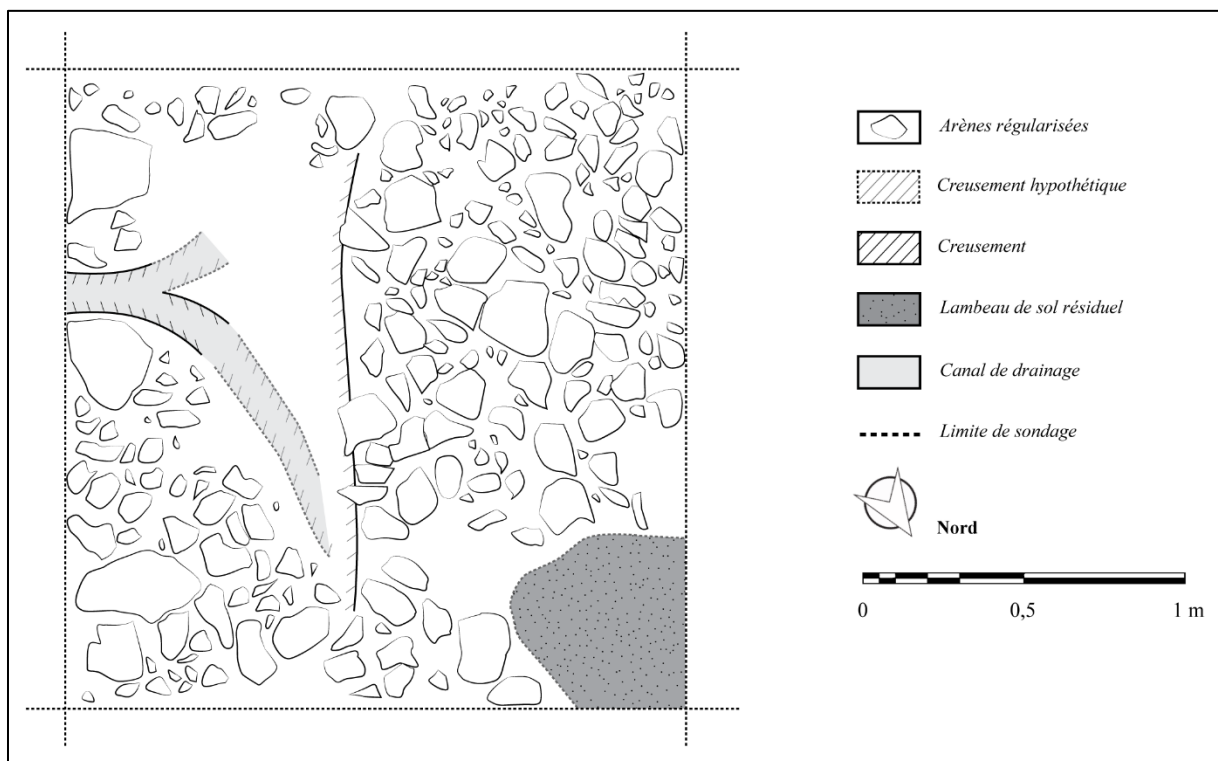 Arènes régularisées
Creusement hypothétique
Creusement
Lambeau de sol résiduel
Canal de drainage
Limite de sondage
Nord
0 0,5 1 m